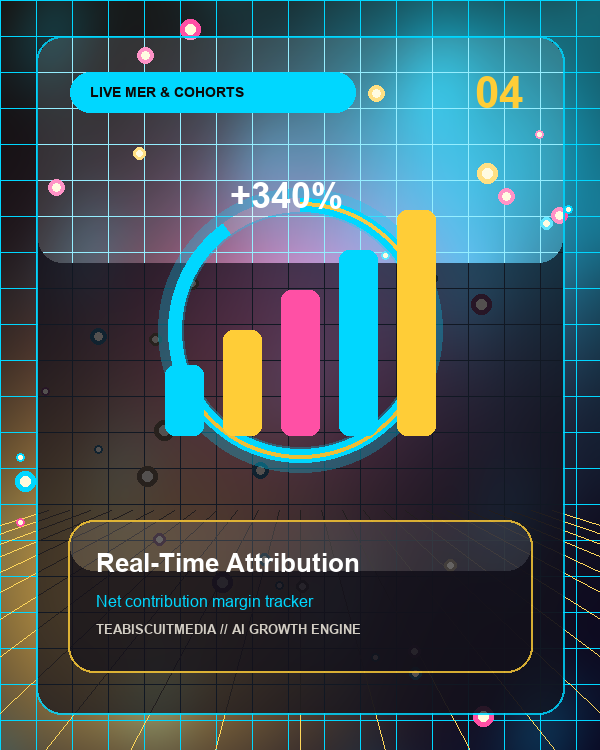 LIVE MER & COHORTS
04
+340%
Real-Time Attribution
Net contribution margin tracker
TEABISCUITMEDIA // AI GROWTH ENGINE